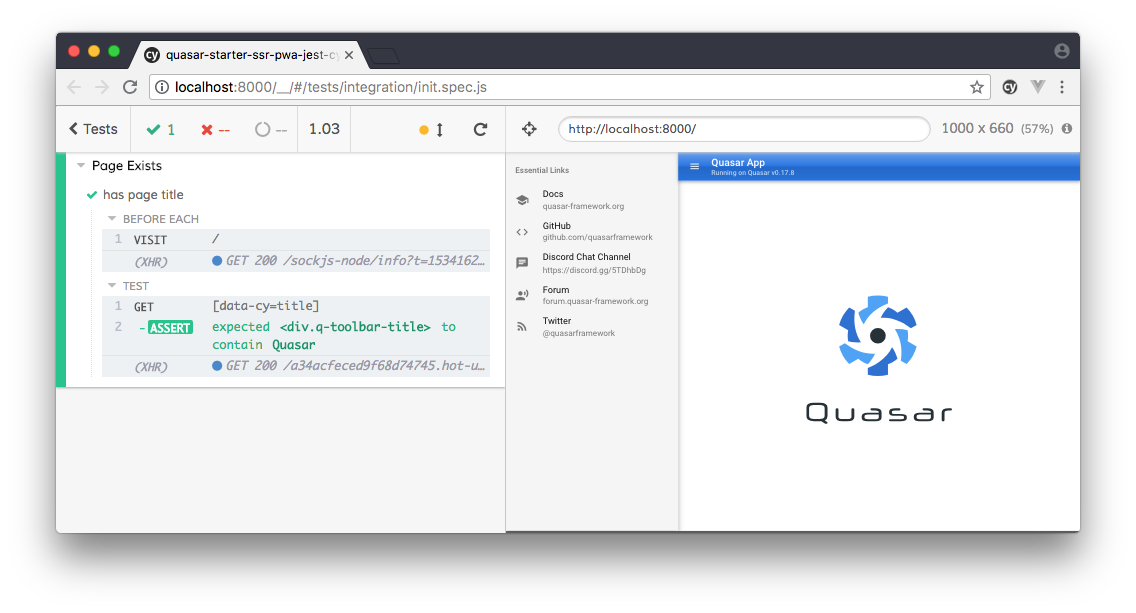 cy quasar-starter-ssr-pwa-jest-cy
localhost:8000/__/#/tests/integration/init.spec.js
cy
Tests 1 -- -- 1.03
http://localhost:8000/ 1000 x 660 (57%)
Page Exists
has page title
BEFORE EACH
1 VISIT /
(XHR) GET 200 /sockjs-node/info?t=1534162…
TEST
1 GET [data-cy=title]
2 -ASSERT expected <div.q-toolbar-title> to
contain Quasar
(XHR) GET 200 /a34acfeced9f68d74745.hot-u…
Essential Links
Docs
quasar-framework.org
GitHub
github.com/quasarframework
Discord Chat Channel
https://discord.gg/5TDhbDg
Forum
forum.quasar-framework.org
Twitter
@quasarframework
Quasar App
Running on Quasar v0.17.8
Quasar